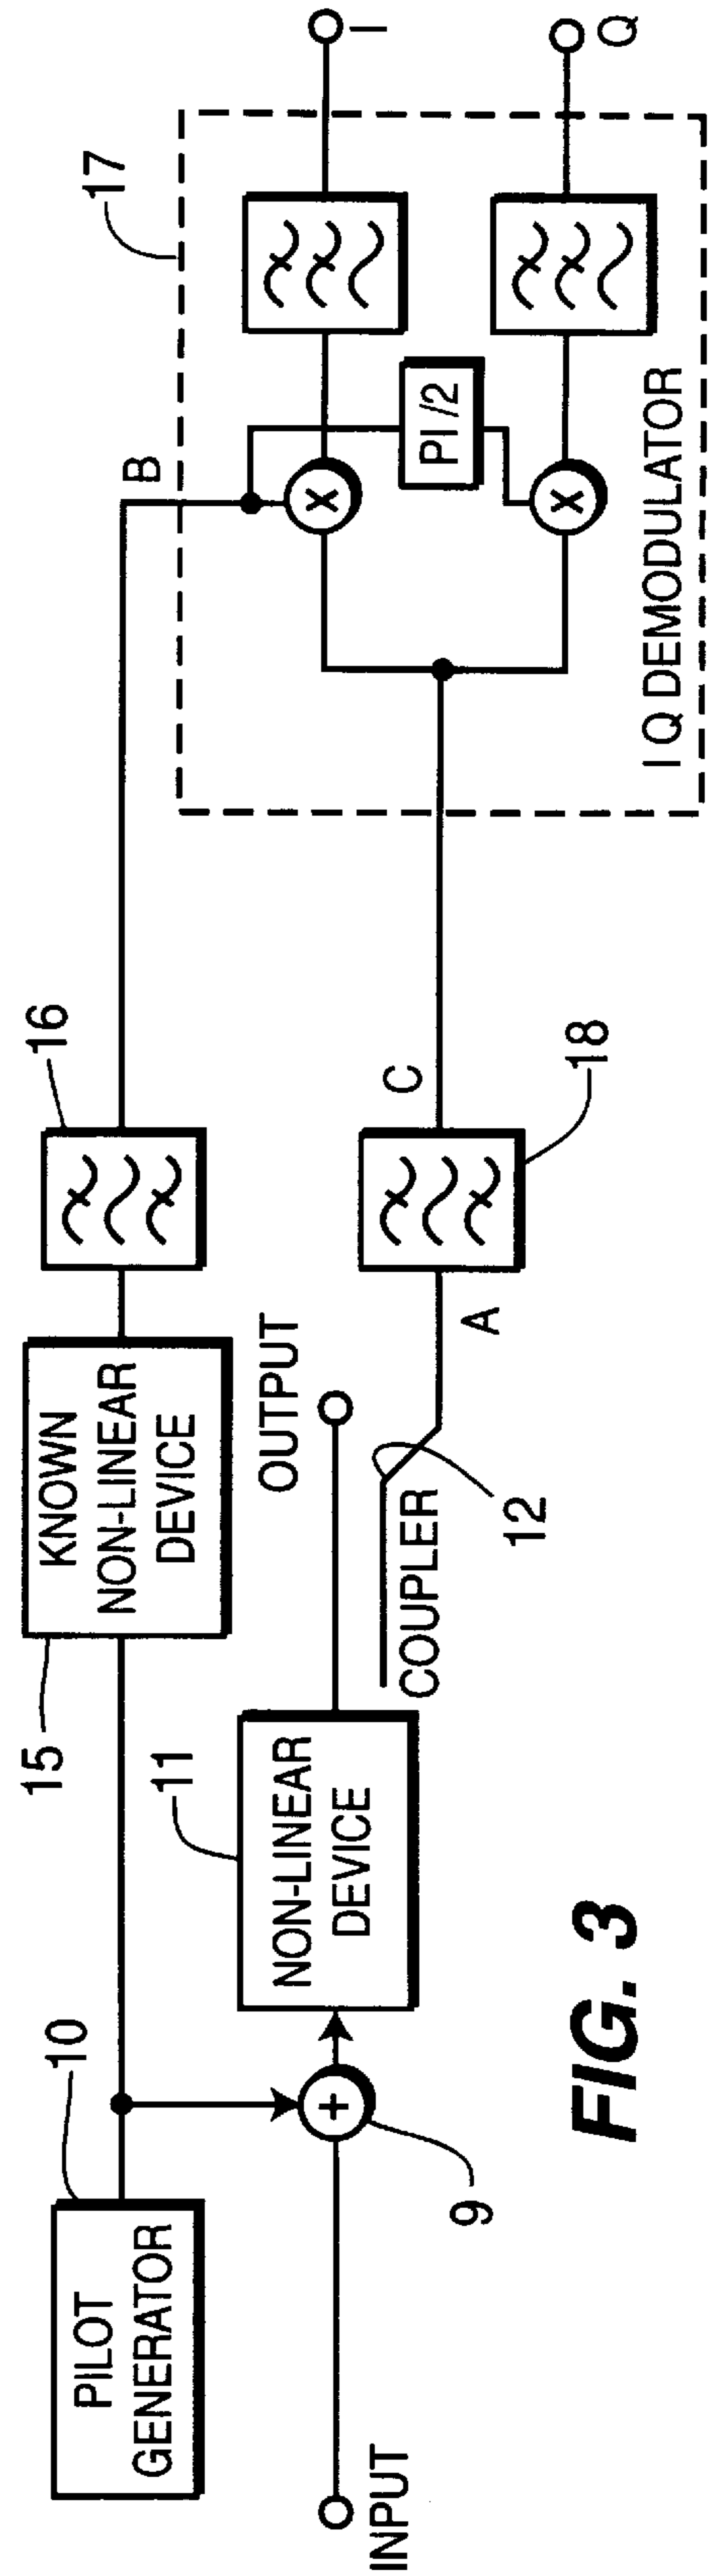 PILOT
GENERATOR
10
15
KNOWN
NON-LINEAR
DEVICE
16
B
17
INPUT
+
9
11
NON-LINEAR
DEVICE
OUTPUT
COUPLER
12
A
18
C
X
X
PI/2
I
Q
I Q DEMODULATOR
FIG. 3